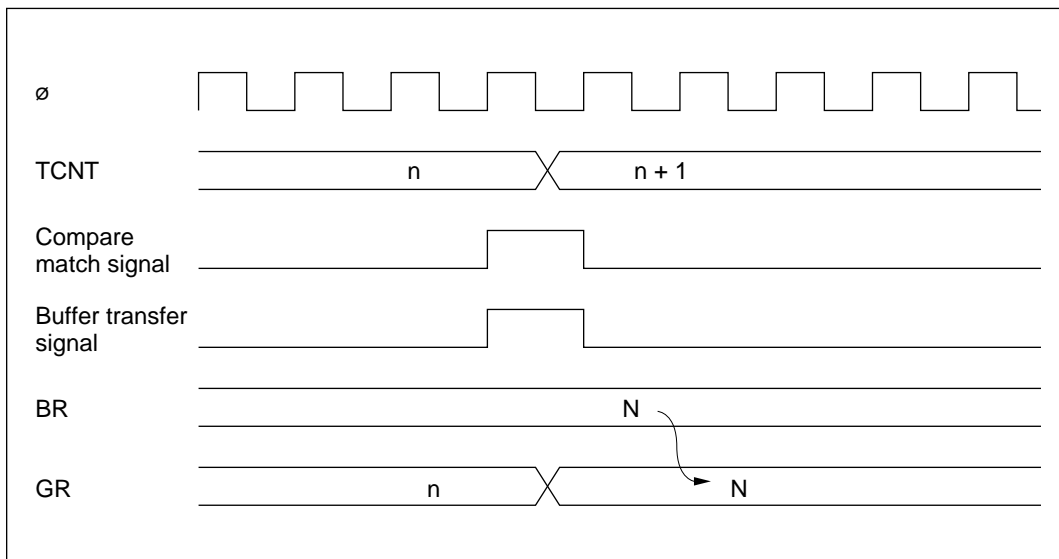 ø
TCNT
n
n + 1
Compare
match signal
Buffer transfer
signal
BR
N
GR
n
N